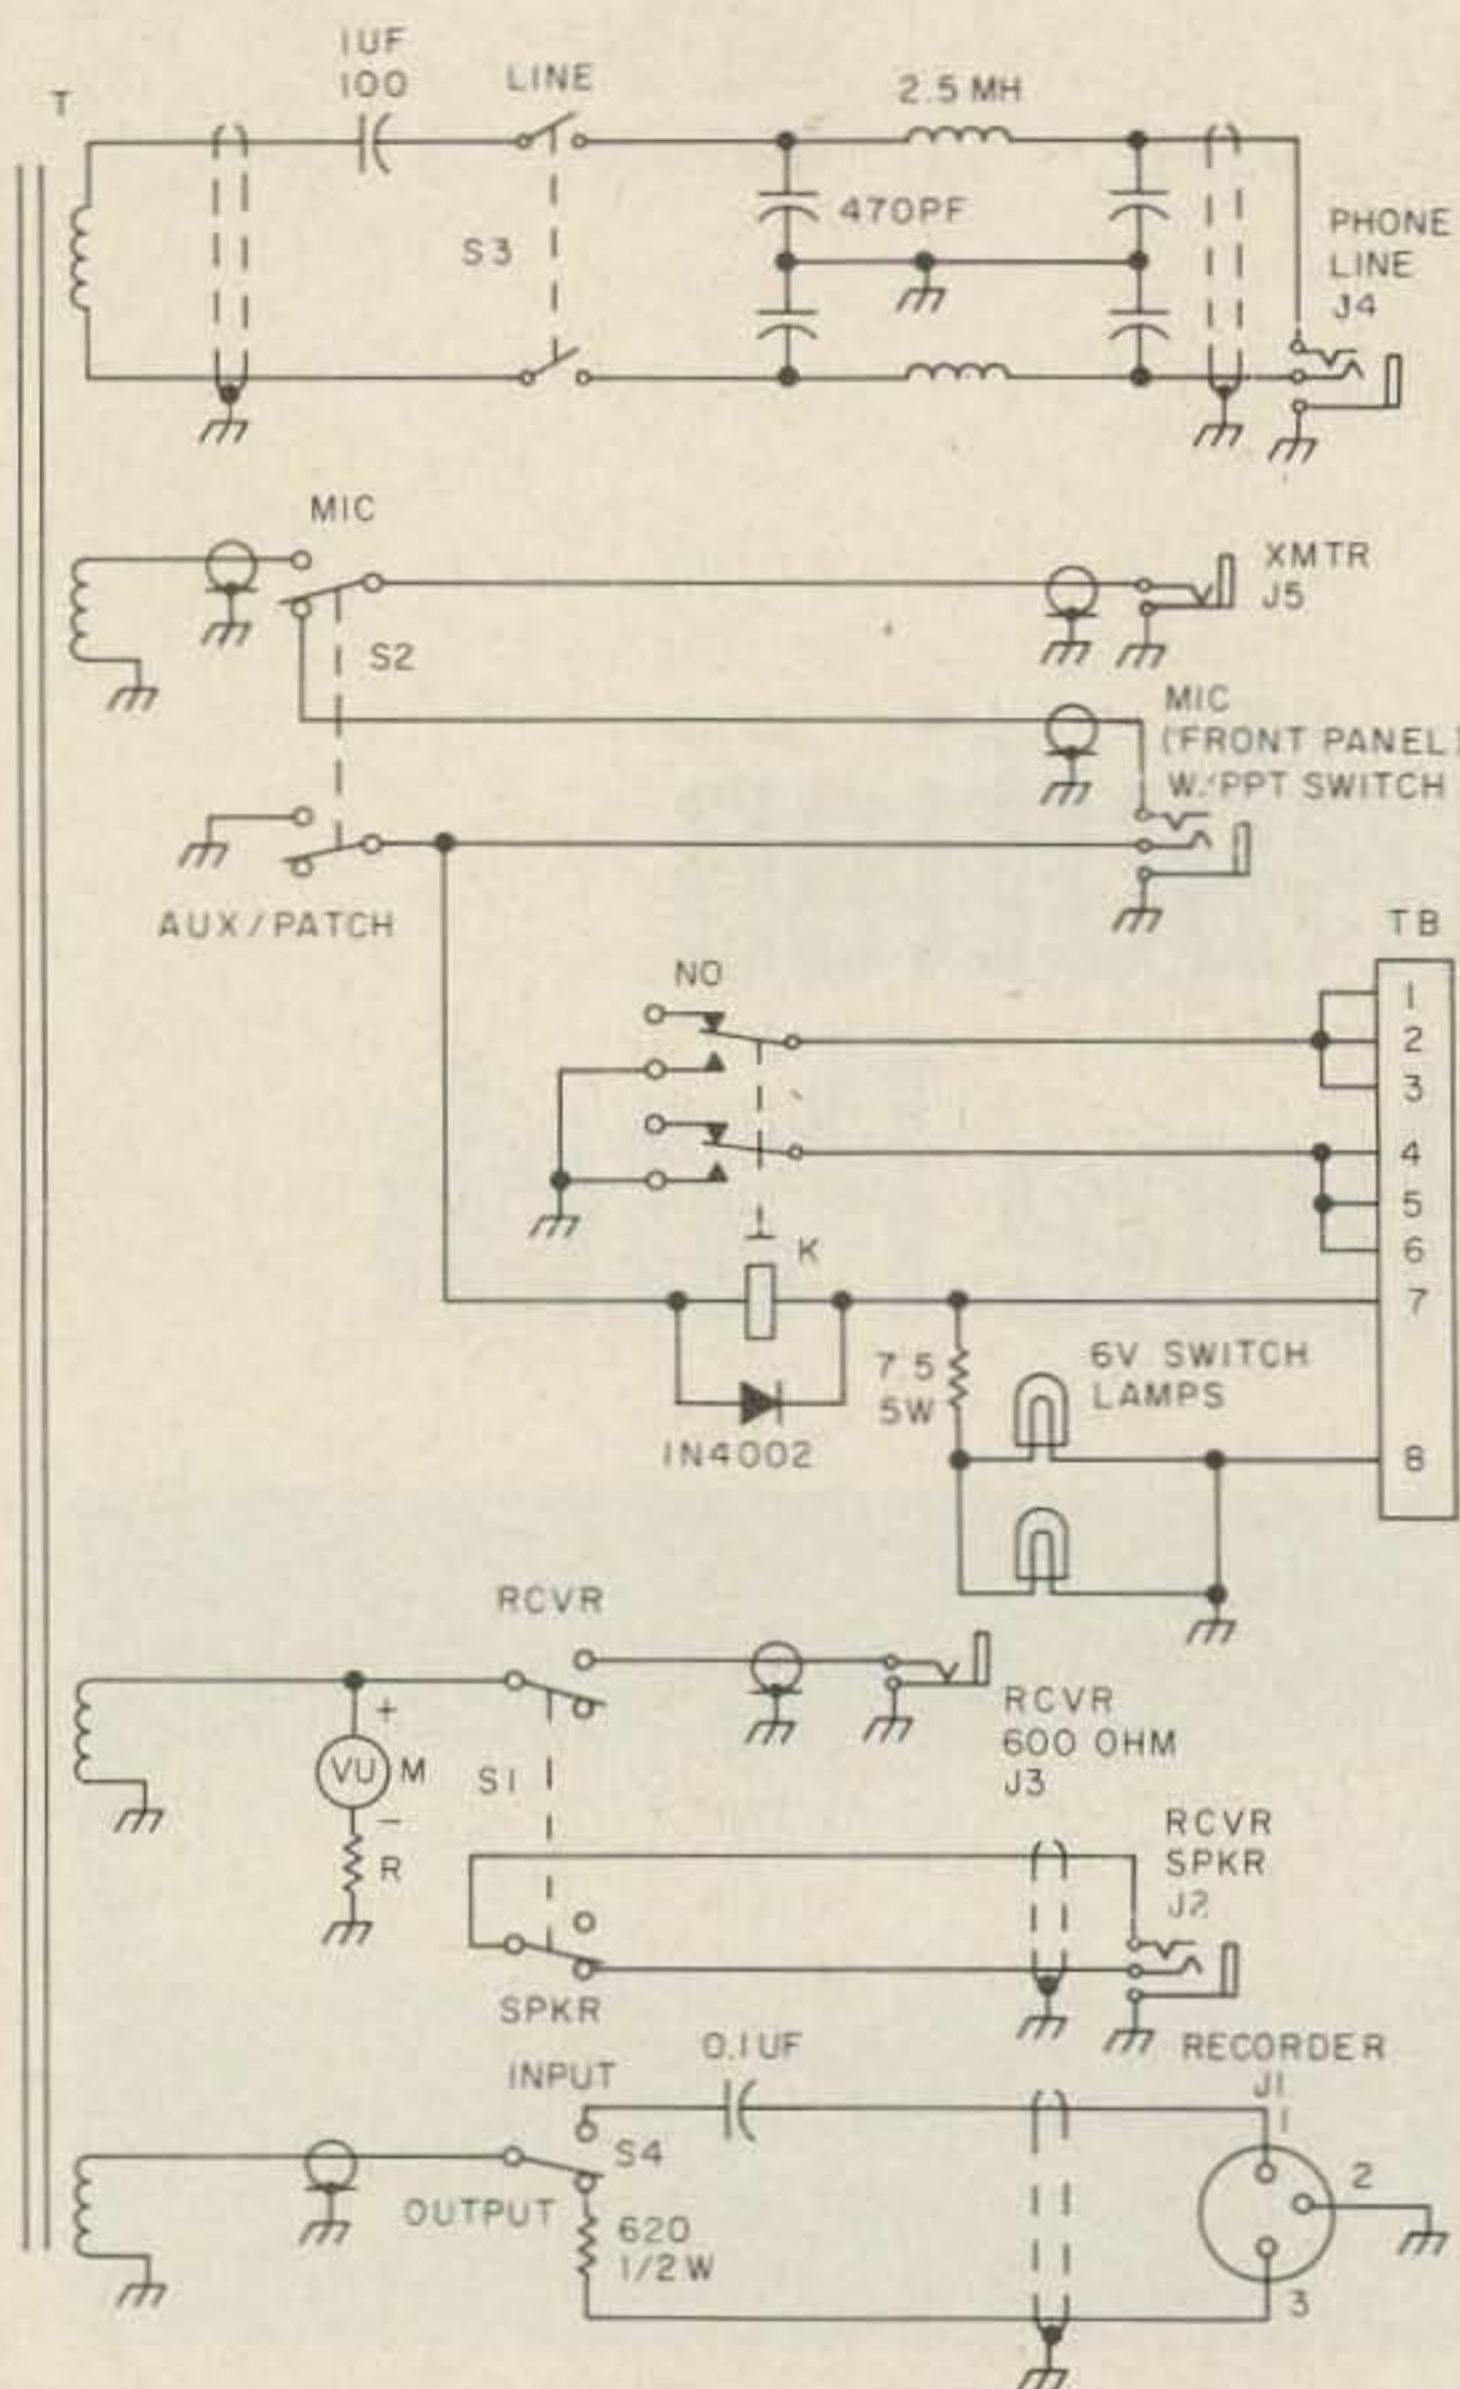 1UF
100
LINE
2.5 MH
T
470PF
S3
PHONE
LINE
J4
MIC
XMTR
J5
S2
MIC
(FRONT PANEL)
W/PPT SWITCH
AUX/PATCH
TB
NO
1
2
3
4
5
6
K
7
7.5
5W
6V SWITCH
LAMPS
1N4002
8
RCVR
+
VU
M
S1
RCVR
600 OHM
J3
-
R
RCVR
SPKR
J2
SPKR
0.1UF
RECORDER
J1
INPUT
1
S4
2
OUTPUT
620
1/2W
3